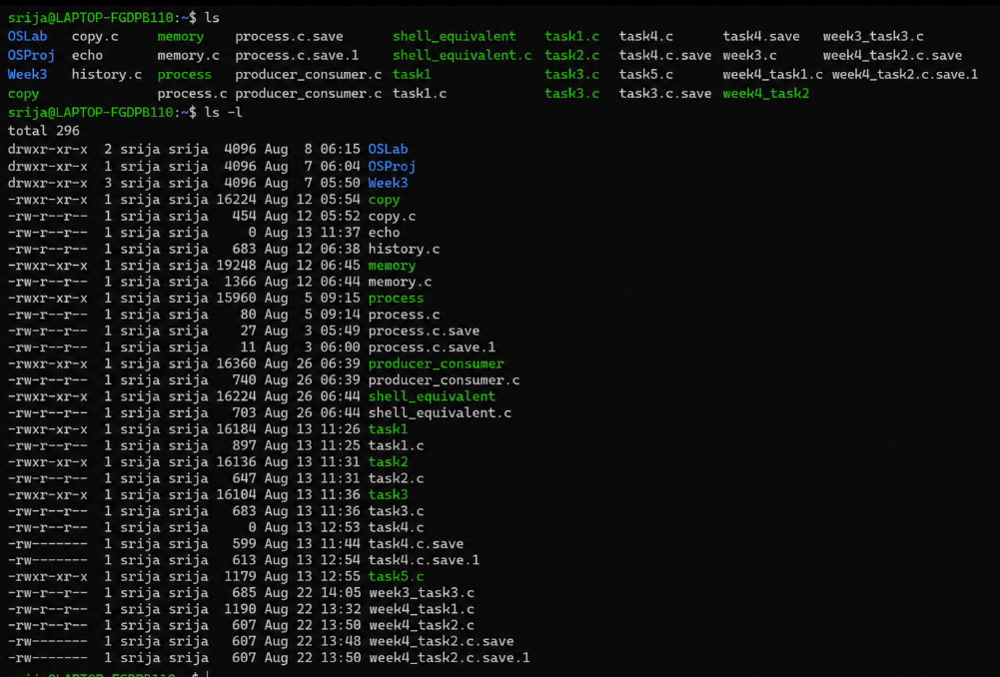 srija@LAPTOP-FGDPB110:~$ ls
OSLab copy.c memory process.c.save shell_equivalent task1.c task4.c task4.save week3_task3.c
OSProj echo memory.c process.c.save.1 shell_equivalent.c task2.c task4.c.save week3.c week4_task2.c.save
Week3 history.c process producer_consumer.c task1 task3.c task5.c week4_task1.c week4_task2.c.save.1
copy process.c producer_consumer.c task1.c task3.c task3.c.save week4_task2
srija@LAPTOP-FGDPB110:~$ ls -l
total 296
drwxr-xr-x 2 srija srija 4096 Aug 8 06:15 OSLab
drwxr-xr-x 1 srija srija 4096 Aug 7 06:04 OSProj
drwxr-xr-x 3 srija srija 4096 Aug 7 05:50 Week3
-rwxr-xr-x 1 srija srija 16224 Aug 12 05:54 copy
-rw-r--r-- 1 srija srija 454 Aug 12 05:52 copy.c
-rw-r--r-- 1 srija srija 0 Aug 13 11:37 echo
-rw-r--r-- 1 srija srija 683 Aug 12 06:38 history.c
-rwxr-xr-x 1 srija srija 19248 Aug 12 06:45 memory
-rw-r--r-- 1 srija srija 1366 Aug 12 06:44 memory.c
-rwxr-xr-x 1 srija srija 15960 Aug 5 09:15 process
-rw-r--r-- 1 srija srija 80 Aug 5 09:14 process.c
-rw-r--r-- 1 srija srija 27 Aug 3 05:49 process.c.save
-rw-r--r-- 1 srija srija 11 Aug 3 06:00 process.c.save.1
-rwxr-xr-x 1 srija srija 16360 Aug 26 06:39 producer_consumer
-rw-r--r-- 1 srija srija 740 Aug 26 06:39 producer_consumer.c
-rwxr-xr-x 1 srija srija 16224 Aug 26 06:44 shell_equivalent
-rw-r--r-- 1 srija srija 703 Aug 26 06:44 shell_equivalent.c
-rwxr-xr-x 1 srija srija 16184 Aug 13 11:26 task1
-rw-r--r-- 1 srija srija 897 Aug 13 11:25 task1.c
-rwxr-xr-x 1 srija srija 16136 Aug 13 11:31 task2
-rw-r--r-- 1 srija srija 647 Aug 13 11:31 task2.c
-rwxr-xr-x 1 srija srija 16104 Aug 13 11:36 task3
-rw-r--r-- 1 srija srija 683 Aug 13 11:36 task3.c
-rw-r--r-- 1 srija srija 0 Aug 13 12:53 task4.c
-rw------- 1 srija srija 599 Aug 13 11:44 task4.c.save
-rw------- 1 srija srija 613 Aug 13 12:54 task4.c.save.1
-rwxr-xr-x 1 srija srija 1179 Aug 13 12:55 task5.c
-rw-r--r-- 1 srija srija 685 Aug 22 14:05 week3_task3.c
-rw-r--r-- 1 srija srija 1190 Aug 22 13:32 week4_task1.c
-rw-r--r-- 1 srija srija 607 Aug 22 13:50 week4_task2.c
-rw------- 1 srija srija 607 Aug 22 13:48 week4_task2.c.save
-rw------- 1 srija srija 607 Aug 22 13:50 week4_task2.c.save.1